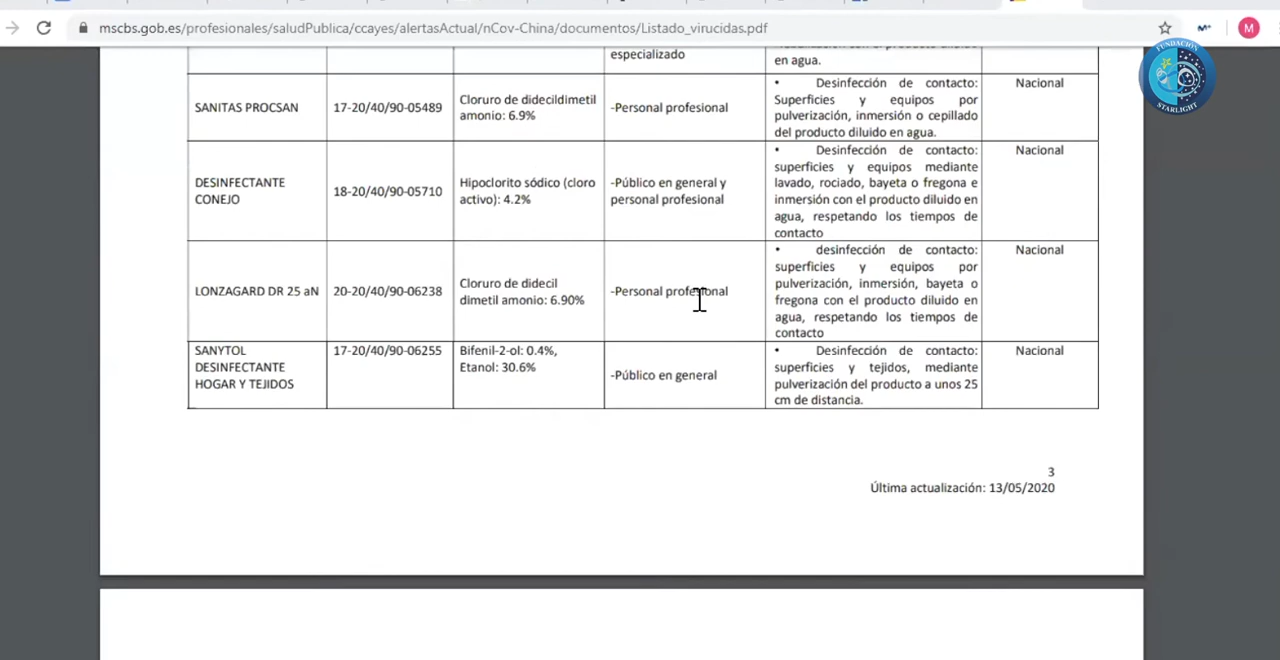 mscbs.gob.es/profesionales/saludPublica/ccayes/alertasActual/nCov-China/documentos/Listado_virucidas.pdf
M
FUNDACIÓN
STARLIGHT
especializado
en agua.
SANITAS PROCSAN
17-20/40/90-05489
Cloruro de didecildimetil
amonio: 6.9%
-Personal profesional
• Desinfección de contacto:
Superficies y equipos por
pulverización, inmersión o cepillado
del producto diluido en agua.
Nacional
DESINFECTANTE
CONEJO
18-20/40/90-05710
Hipoclorito sódico (cloro
activo): 4.2%
-Público en general y
personal profesional
• Desinfección de contacto:
superficies y equipos mediante
lavado, rociado, bayeta o fregona e
inmersión con el producto diluido en
agua, respetando los tiempos de
contacto
Nacional
LONZAGARD DR 25 aN
20-20/40/90-06238
Cloruro de didecil
dimetil amonio: 6.90%
-Personal profesional
• desinfección de contacto:
superficies y equipos por
pulverización, inmersión, bayeta o
fregona con el producto diluido en
agua, respetando los tiempos de
contacto
Nacional
SANYTOL
DESINFECTANTE
HOGAR Y TEJIDOS
17-20/40/90-06255
Bifenil-2-ol: 0.4%,
Etanol: 30.6%
-Público en general
• Desinfección de contacto:
superficies y tejidos, mediante
pulverización del producto a unos 25
cm de distancia.
Nacional
3
Última actualización: 13/05/2020